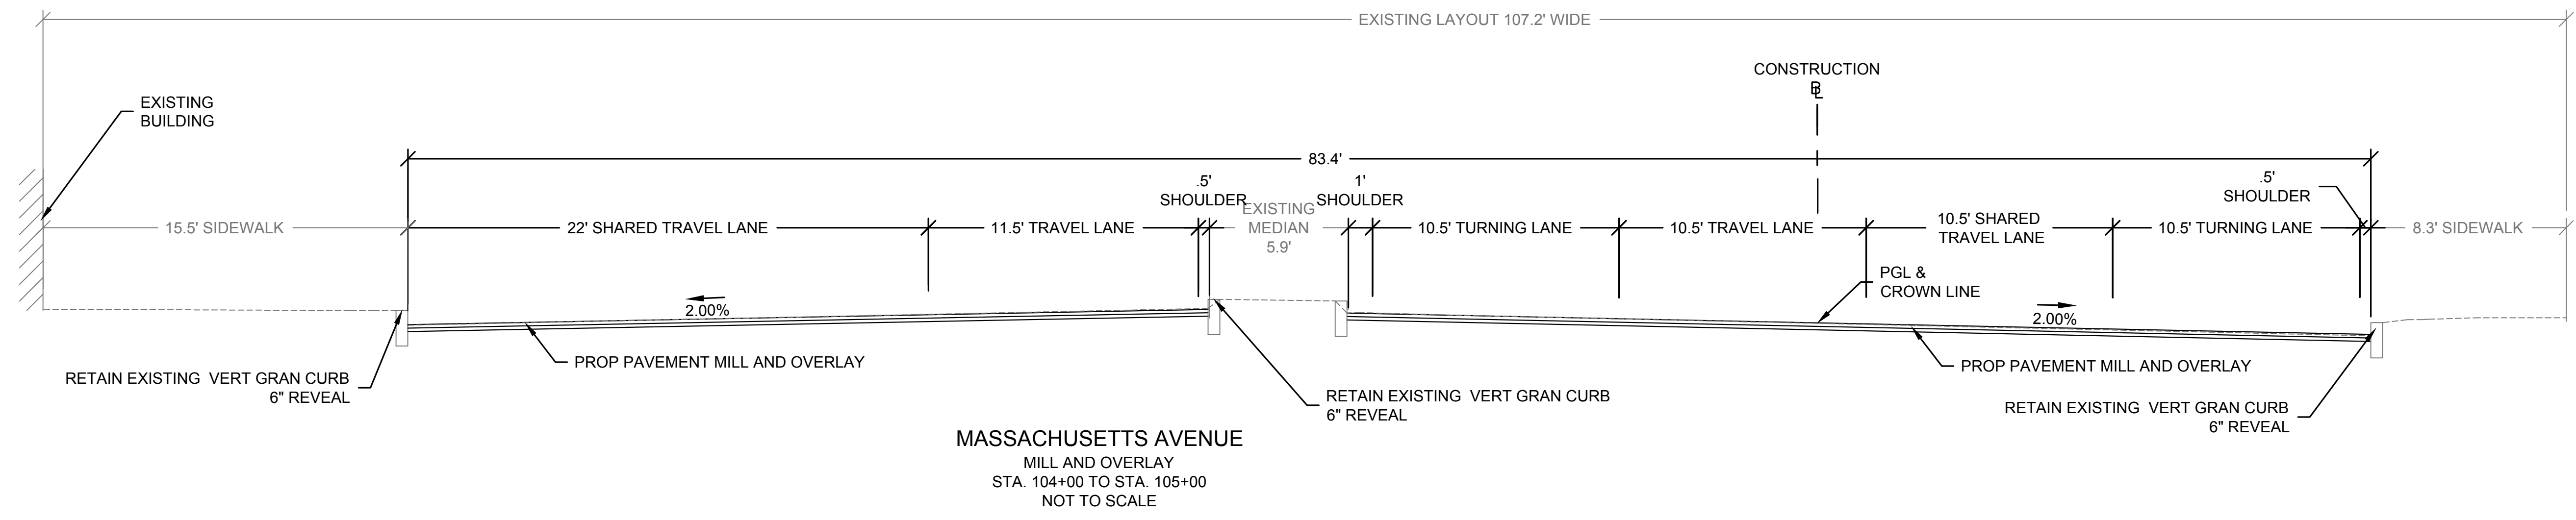 EXISTING LAYOUT 107.2' WIDE
CONSTRUCTION
BL
EXISTING
BUILDING
83.4'
.5'
SHOULDER
1'
SHOULDER
.5'
SHOULDER
15.5' SIDEWALK
22' SHARED TRAVEL LANE
11.5' TRAVEL LANE
EXISTING
MEDIAN
5.9'
10.5' TURNING LANE
10.5' TRAVEL LANE
10.5' SHARED
TRAVEL LANE
10.5' TURNING LANE
8.3' SIDEWALK
PGL &
CROWN LINE
2.00%
2.00%
PROP PAVEMENT MILL AND OVERLAY
PROP PAVEMENT MILL AND OVERLAY
RETAIN EXISTING VERT GRAN CURB
6" REVEAL
RETAIN EXISTING VERT GRAN CURB
6" REVEAL
RETAIN EXISTING VERT GRAN CURB
6" REVEAL
MASSACHUSETTS AVENUE
MILL AND OVERLAY
STA. 104+00 TO STA. 105+00
NOT TO SCALE